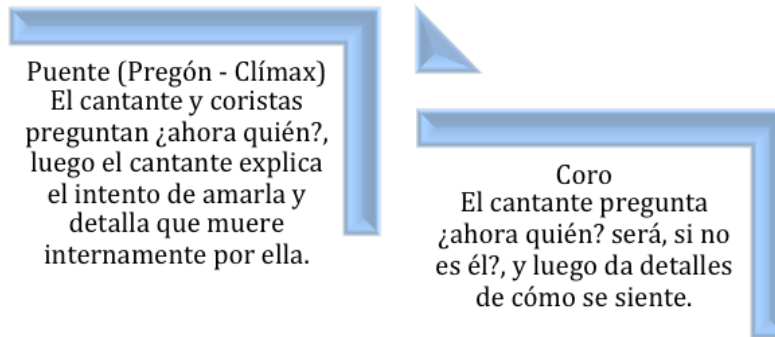 Puente (Pregón - Clímax)
El cantante y coristas
preguntan ¿ahora quién?,
luego el cantante explica
el intento de amarla y
detalla que muere
internamente por ella.
Coro
El cantante pregunta
¿ahora quién? será, si no
es él?, y luego da detalles
de cómo se siente.